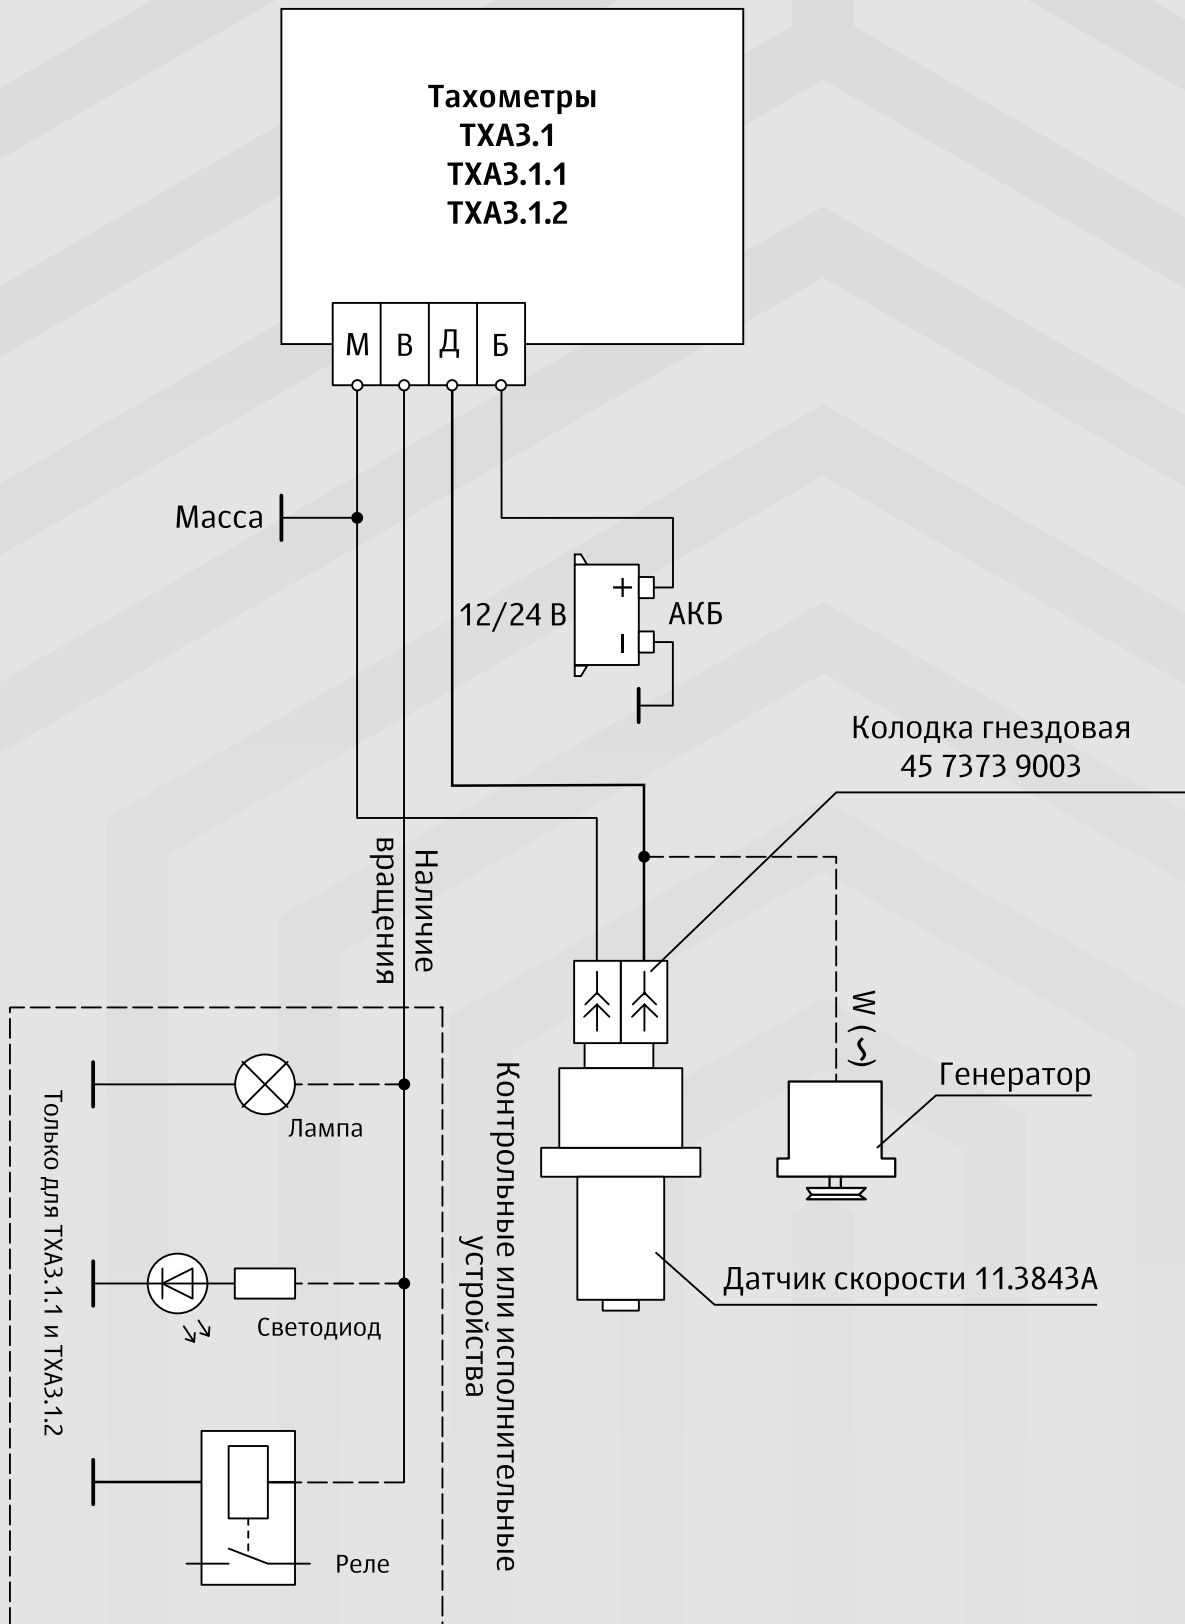 Тахометры
ТХА3.1
ТХА3.1.1
ТХА3.1.2
М В Д Б
Масса
12/24 В
+
–
АКБ
Колодка гнездовая
45 7373 9003
Наличие
вращения
W (~)
Генератор
Лампа
Только для ТХА3.1.1 и ТХА3.1.2
Контрольные или исполнительные
устройства
Датчик скорости 11.3843А
Светодиод
Реле